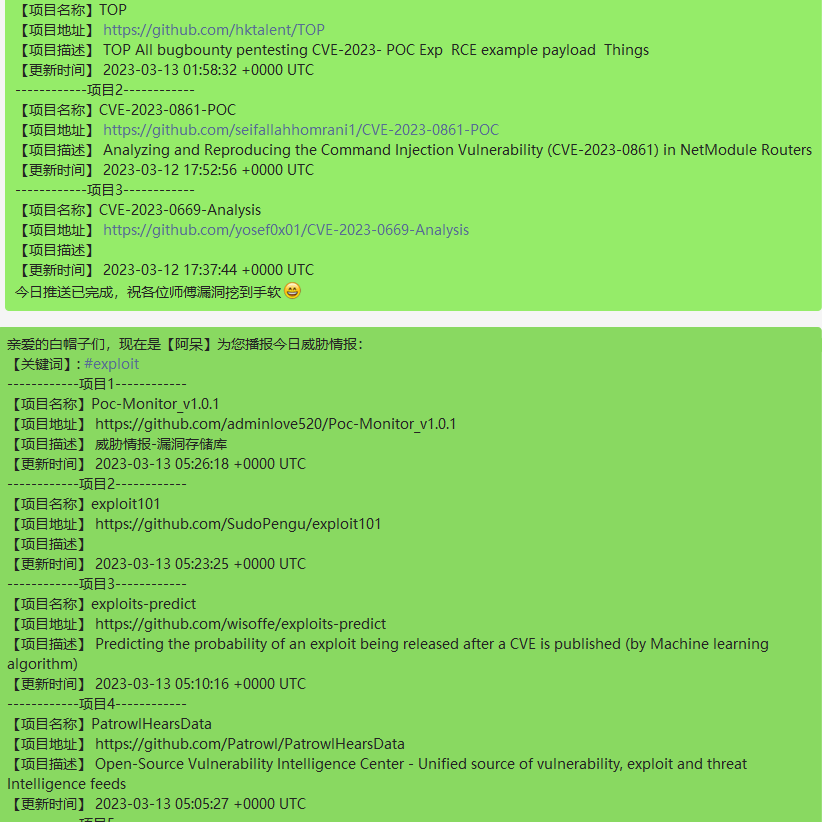 【项目名称】TOP
【项目地址】 https://github.com/hktalent/TOP
【项目描述】 TOP All bugbounty pentesting CVE-2023- POC Exp  RCE example payload  Things
【更新时间】 2023-03-13 01:58:32 +0000 UTC
------------项目2------------
【项目名称】CVE-2023-0861-POC
【项目地址】 https://github.com/seifallahhomrani1/CVE-2023-0861-POC
【项目描述】 Analyzing and Reproducing the Command Injection Vulnerability (CVE-2023-0861) in NetModule Routers
【更新时间】 2023-03-12 17:52:56 +0000 UTC
------------项目3------------
【项目名称】CVE-2023-0669-Analysis
【项目地址】 https://github.com/yosef0x01/CVE-2023-0669-Analysis
【项目描述】
【更新时间】 2023-03-12 17:37:44 +0000 UTC
今日推送已完成，祝各位师傅漏洞挖到手软😄
亲爱的白帽子们，现在是【阿呆】为您播报今日威胁情报：
【关键词】: #exploit
------------项目1------------
【项目名称】Poc-Monitor_v1.0.1
【项目地址】 https://github.com/adminlove520/Poc-Monitor_v1.0.1
【项目描述】 威胁情报-漏洞存储库
【更新时间】 2023-03-13 05:26:18 +0000 UTC
------------项目2------------
【项目名称】exploit101
【项目地址】 https://github.com/SudoPengu/exploit101
【项目描述】
【更新时间】 2023-03-13 05:23:25 +0000 UTC
------------项目3------------
【项目名称】exploits-predict
【项目地址】 https://github.com/wisoffe/exploits-predict
【项目描述】 Predicting the probability of an exploit being released after a CVE is published (by Machine learning
algorithm)
【更新时间】 2023-03-13 05:10:16 +0000 UTC
------------项目4------------
【项目名称】PatrowlHearsData
【项目地址】 https://github.com/Patrowl/PatrowlHearsData
【项目描述】 Open-Source Vulnerability Intelligence Center - Unified source of vulnerability, exploit and threat
Intelligence feeds
【更新时间】 2023-03-13 05:05:27 +0000 UTC